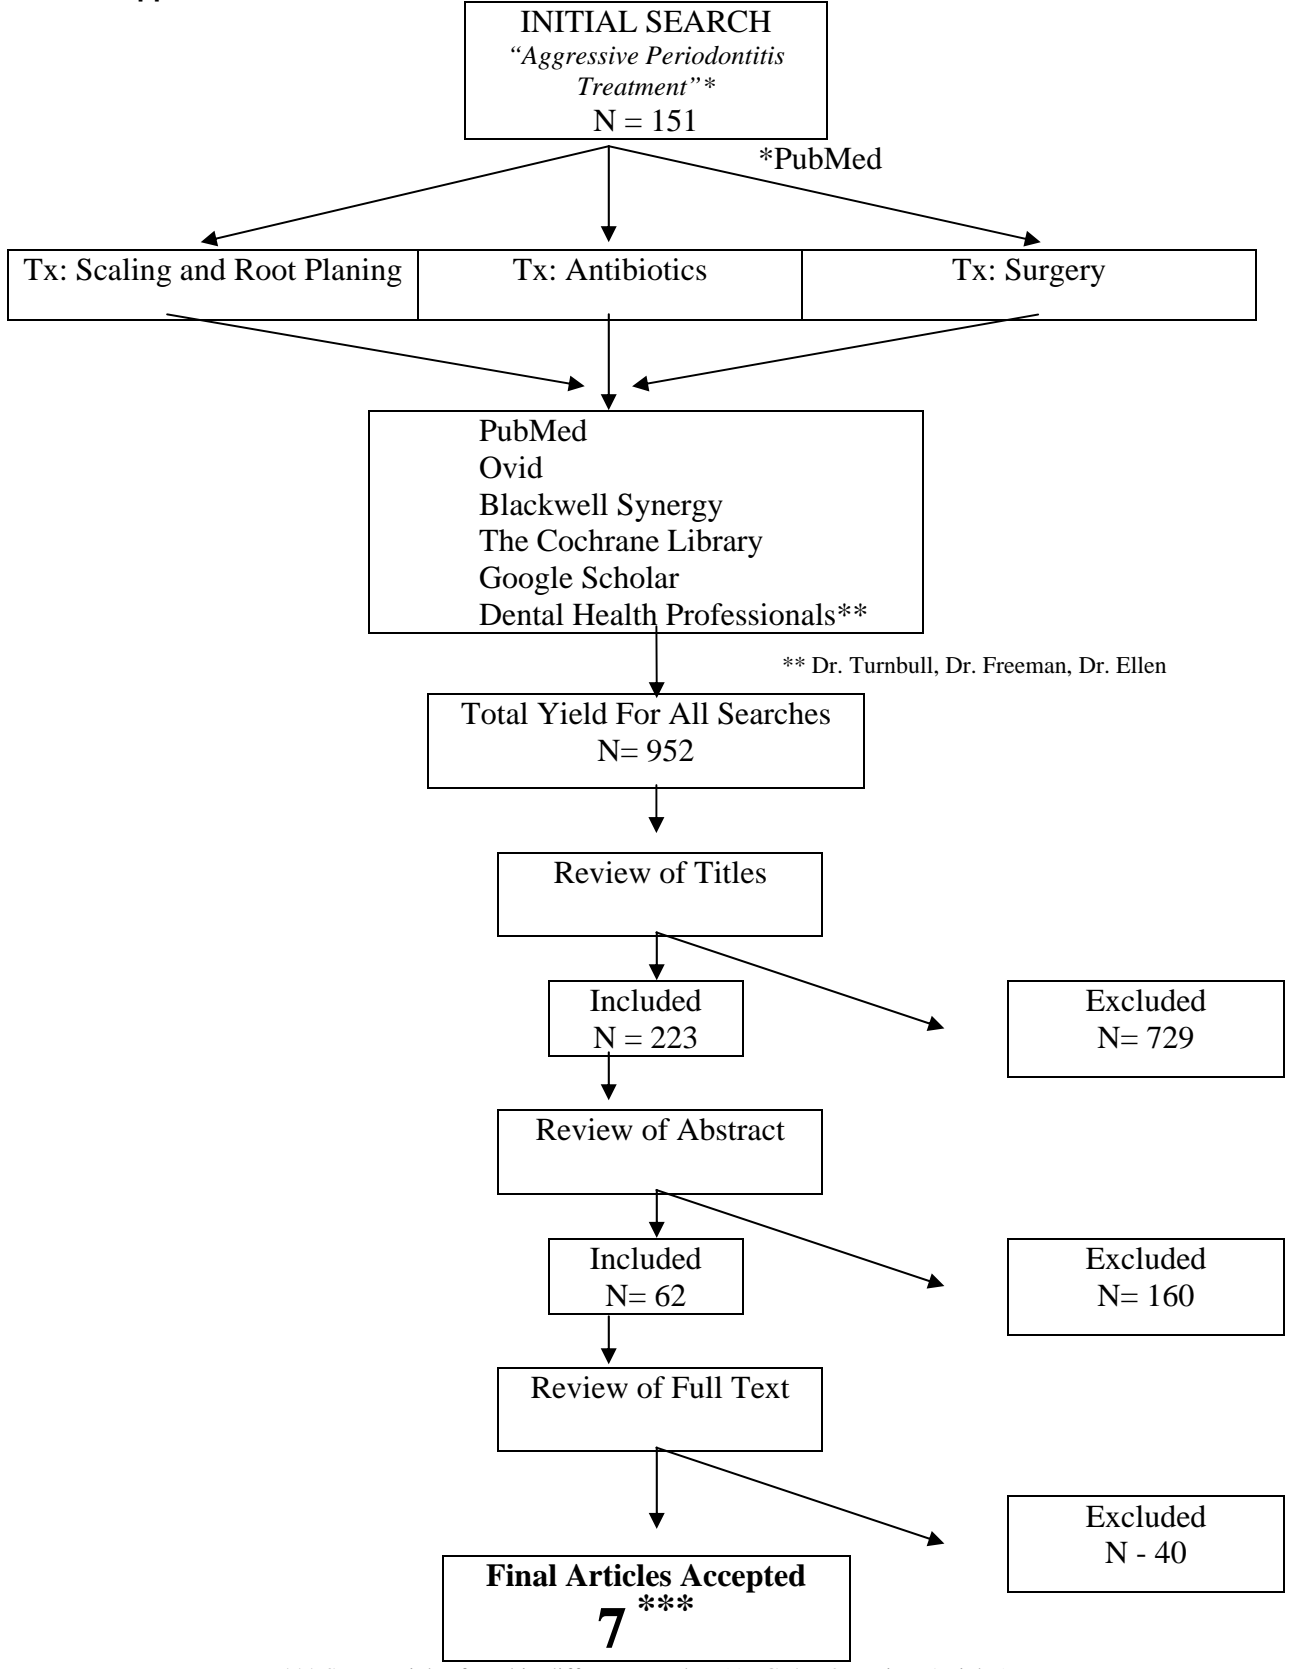 INITIAL SEARCH
“Aggressive Periodontitis
Treatment”*
N = 151
*PubMed
Tx: Scaling and Root Planing
Tx: Antibiotics
Tx: Surgery
PubMed
Ovid
Blackwell Synergy
The Cochrane Library
Google Scholar
Dental Health Professionals**
** Dr. Turnbull, Dr. Freeman, Dr. Ellen
Total Yield For All Searches
N= 952
Review of Titles
Included
N = 223
Excluded
N= 729
Review of Abstract
Included
N= 62
Excluded
N= 160
Review of Full Text
Excluded
N - 40
Final Articles Accepted
7 ***